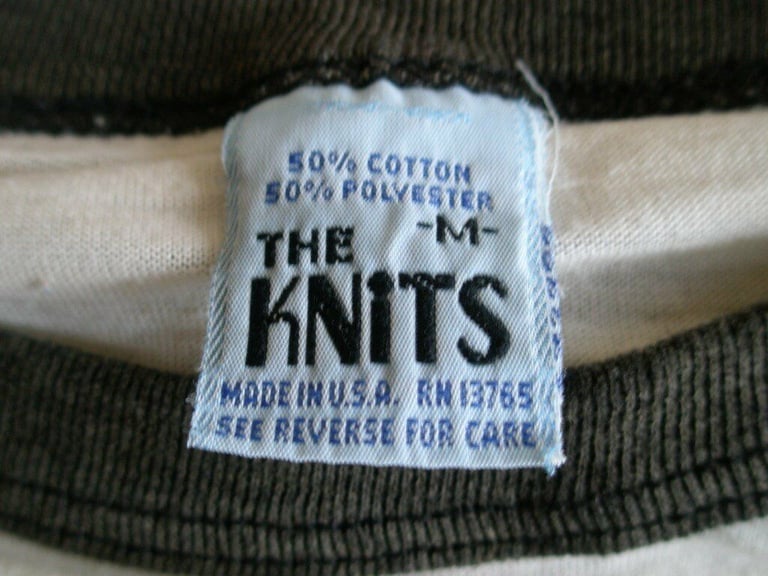 50% COTTON
50% POLYESTER
-M-
THE
KNiTS
MADE IN U.S.A. RN 13765
SEE REVERSE FOR CARE